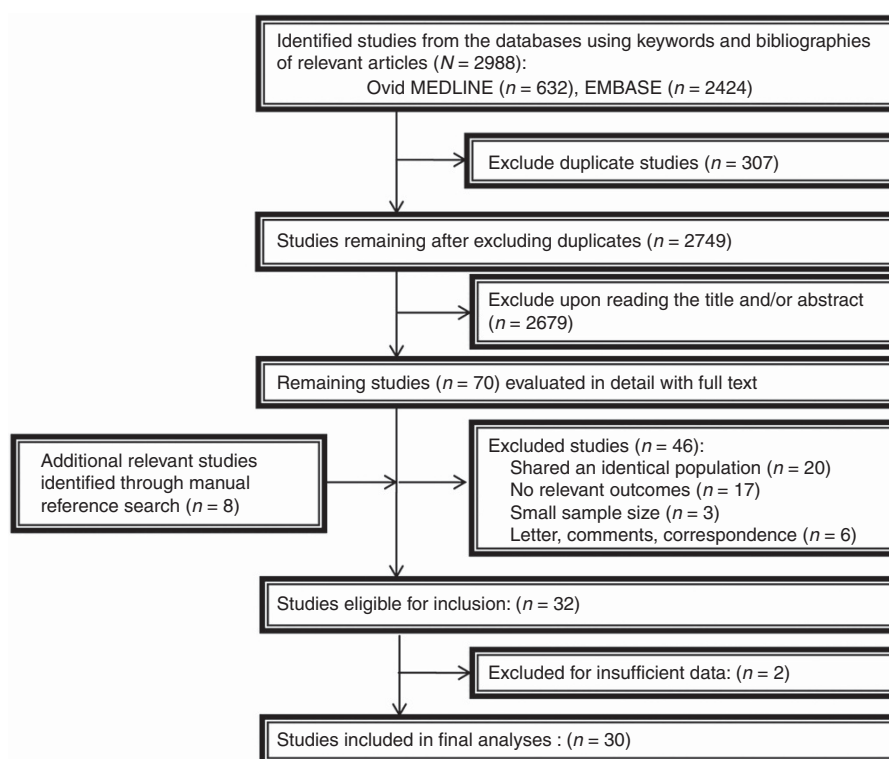 Identified studies from the databases using keywords and bibliographies
of relevant articles (N = 2988):
Ovid MEDLINE (n = 632), EMBASE (n = 2424)
Exclude duplicate studies (n = 307)
Studies remaining after excluding duplicates (n = 2749)
Exclude upon reading the title and/or abstract
(n = 2679)
Remaining studies (n = 70) evaluated in detail with full text
Additional relevant studies
identified through manual
reference search (n = 8)
Excluded studies (n = 46):
Shared an identical population (n = 20)
No relevant outcomes (n = 17)
Small sample size (n = 3)
Letter, comments, correspondence (n = 6)
Studies eligible for inclusion: (n = 32)
Excluded for insufficient data: (n = 2)
Studies included in final analyses : (n = 30)